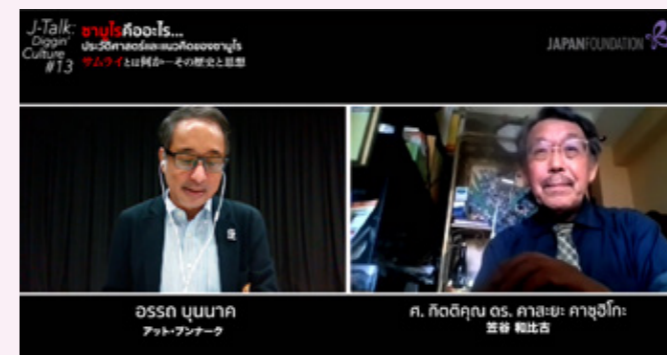 J-Talk:
Diggin'
Culture
#13
ซามูไรคืออะไร...
ประวัติศาสตร์และแนวคิดของซามูไร
サムライとは何か—その歴史と思想
JAPANFOUNDATION
อรรถ บุนนาค
アット・ブンナーク
ศ. กิตติคุณ ดร. คาสะยะ คาซุฮิโกะ
笠谷 和比古